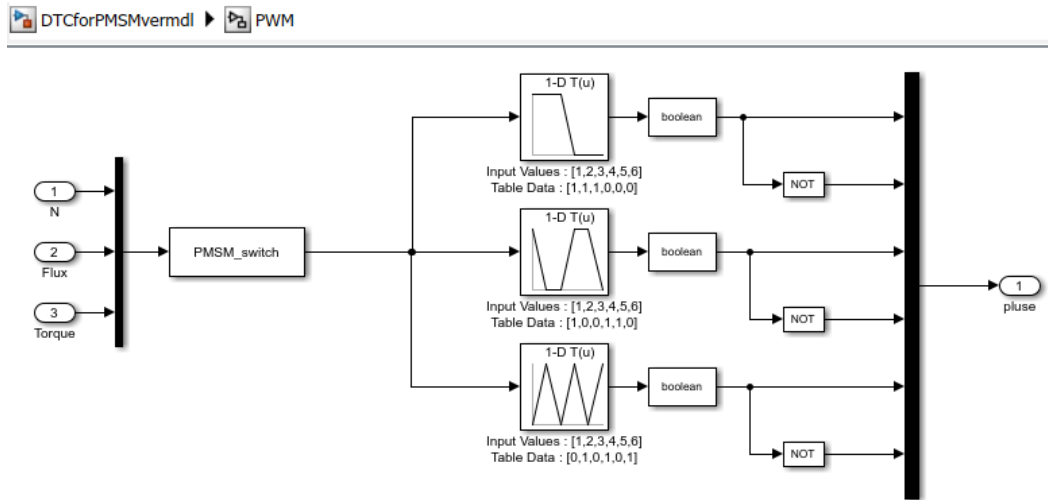 DTCforPMSMvermdl PWM
1-D T(u)
boolean
Input Values : [1,2,3,4,5,6]
Table Data : [1,1,1,0,0,0]
NOT
1
N
2
Flux
3
Torque
PMSM_switch
1-D T(u)
boolean
Input Values : [1,2,3,4,5,6]
Table Data : [1,0,0,1,1,0]
NOT
1
pluse
1-D T(u)
boolean
Input Values : [1,2,3,4,5,6]
Table Data : [0,1,0,1,0,1]
NOT